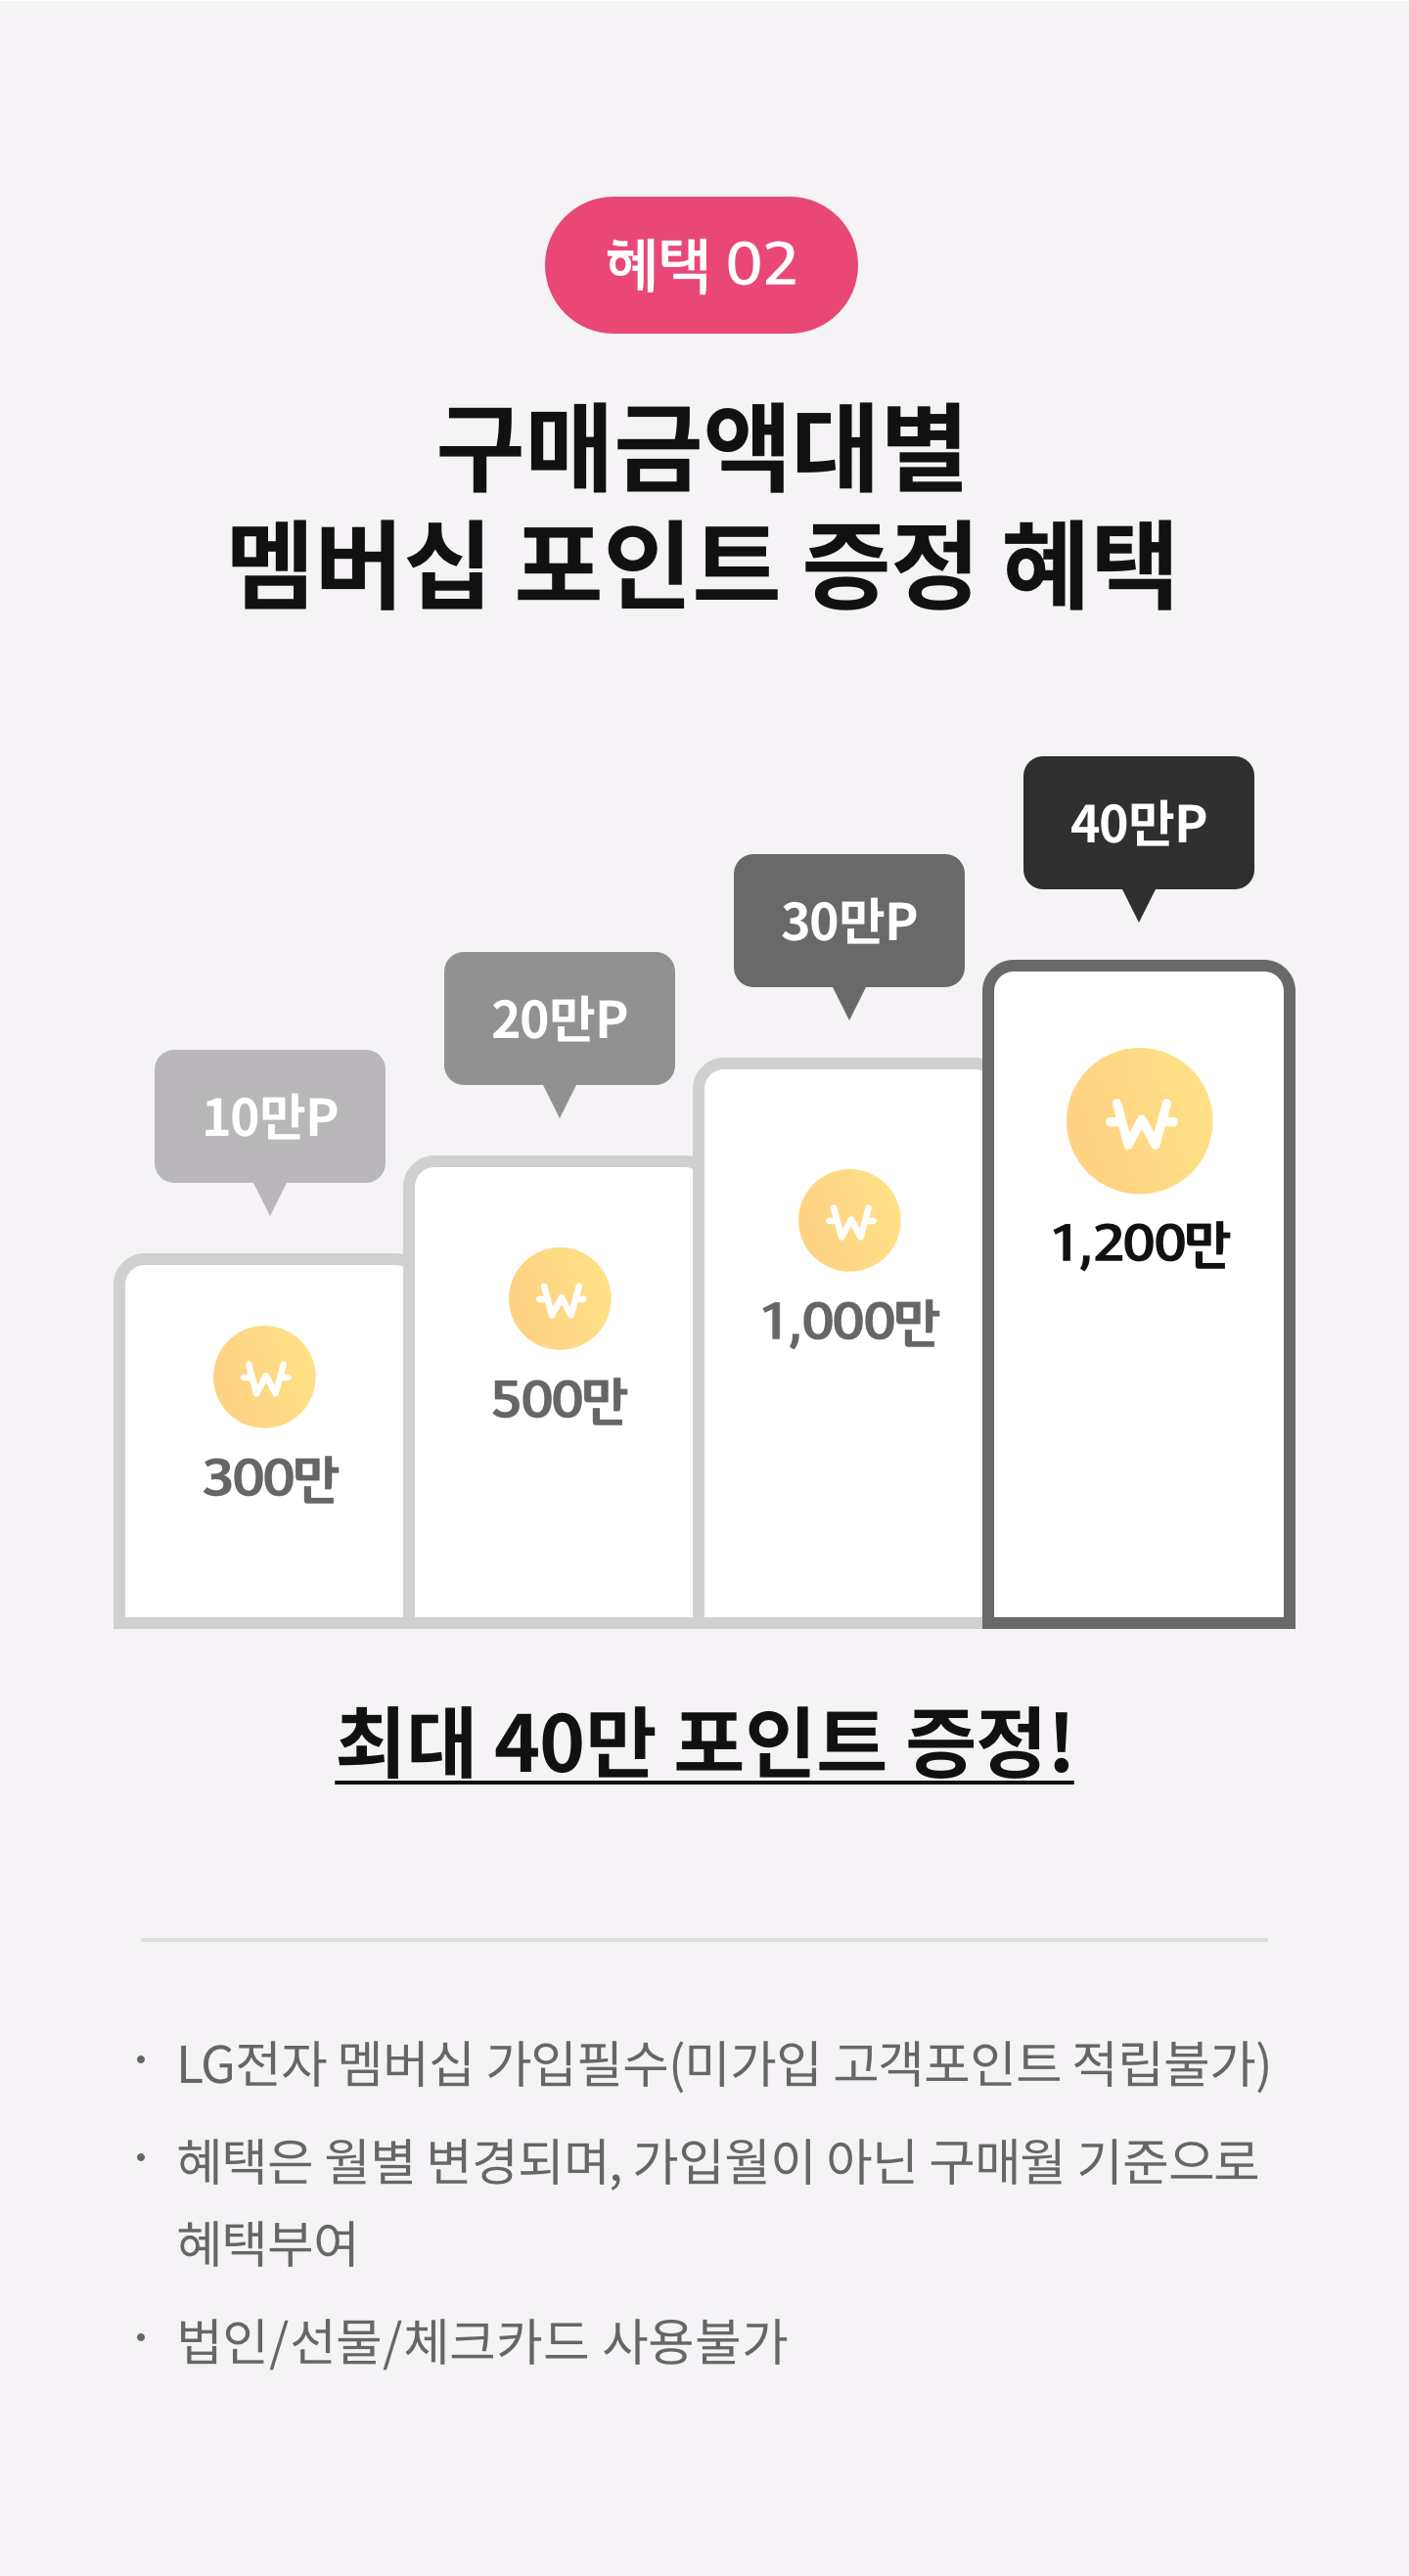 혜택 02
구매금액대별
멤버십 포인트 증정 혜택
10만P
20만P
30만P
40만P
300만
500만
1,000만
1,200만
최대 40만 포인트 증정!
· LG전자 멤버십 가입필수(미가입 고객포인트 적립불가)
· 혜택은 월별 변경되며, 가입월이 아닌 구매월 기준으로
혜택부여
· 법인/선물/체크카드 사용불가